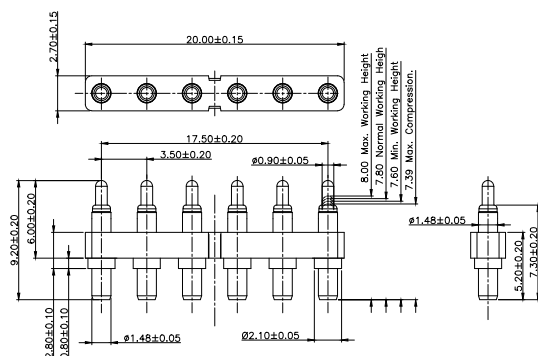 20.00±0.15
2.70±0.15
17.50±0.20
3.50±0.20
ø0.90±0.05
8.00 Max. Working Height
7.80 Normal Working Heigh
7.60 Min. Working Height
7.39 Max. Compression.
9.20±0.20
6.00±0.20
2.80±0.10
0.80±0.10
ø1.48±0.05
Ø2.10±0.05
ø1.48±0.05
5.20±0.20
7.30±0.20